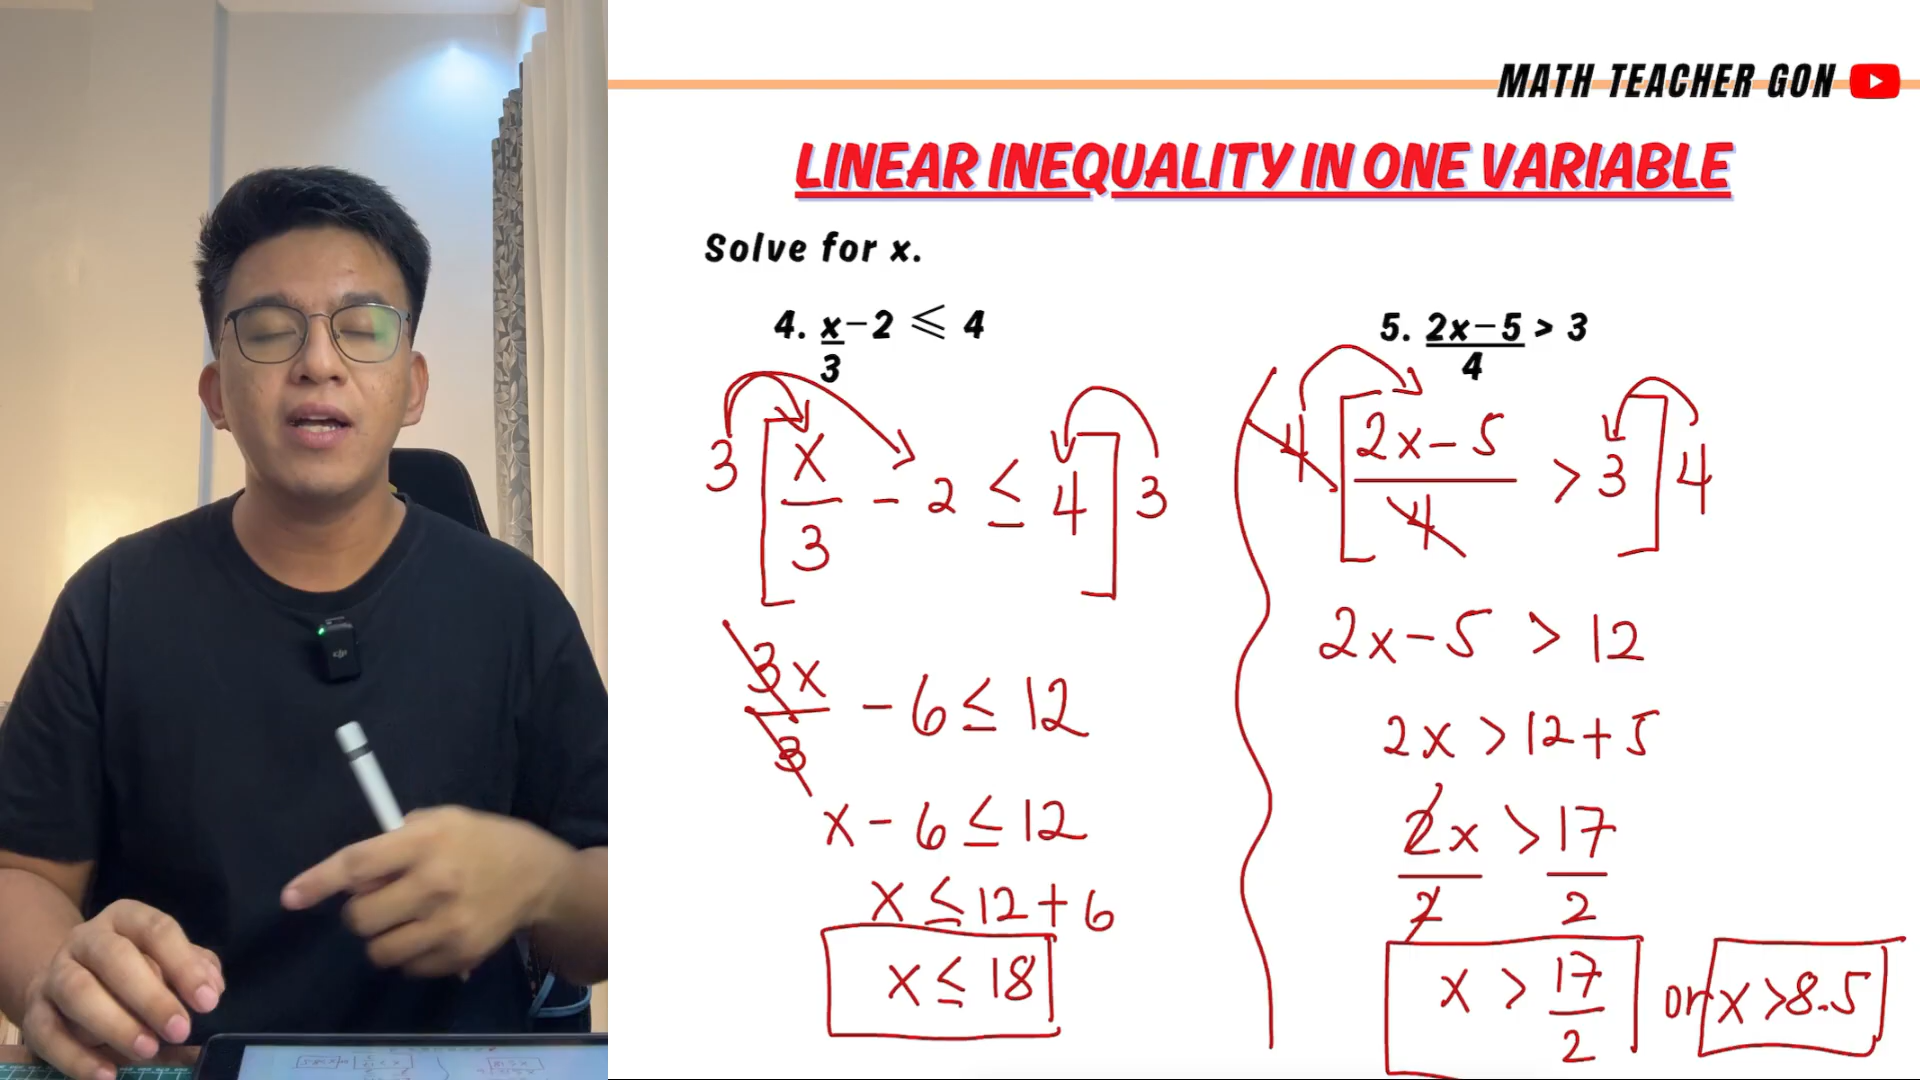 MATH TEACHER GON
LINEAR INEQUALITY IN ONE VARIABLE
Solve for x.
4. x/3 - 2 ⩽ 4
3 [ x/3 - 2 ≤ 4 ] 3
3x/3 - 6 ≤ 12
x - 6 ≤ 12
x ≤ 12 + 6
x ≤ 18
5. 2x-5/4 > 3
4 [ 2x-5/4 > 3 ] 4
2x-5 > 12
2x > 12+5
2x/2 > 17/2
x > 17/2 or x > 8.5